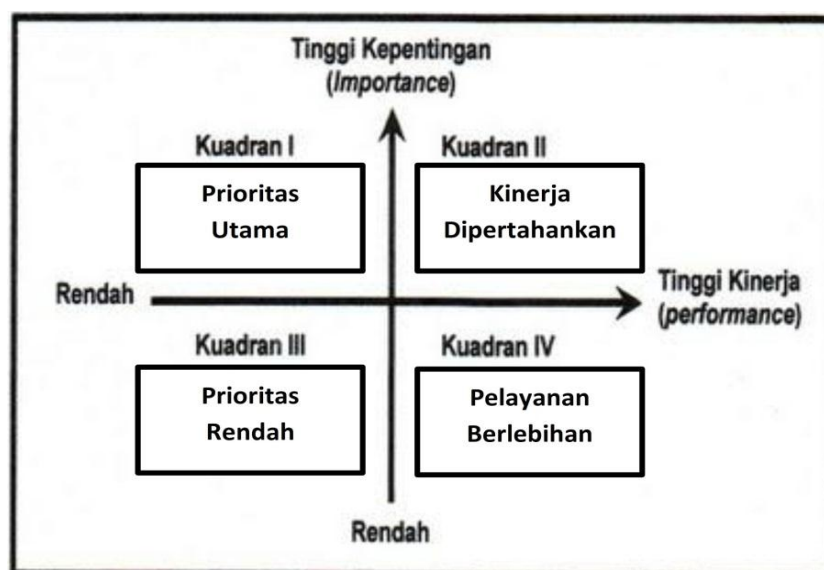 Tinggi Kepentingan
(Importance)
Kuadran I
Kuadran II
Prioritas
Utama
Kinerja
Dipertahankan
Rendah
Tinggi Kinerja
(performance)
Kuadran III
Kuadran IV
Prioritas
Rendah
Pelayanan
Berlebihan
Rendah